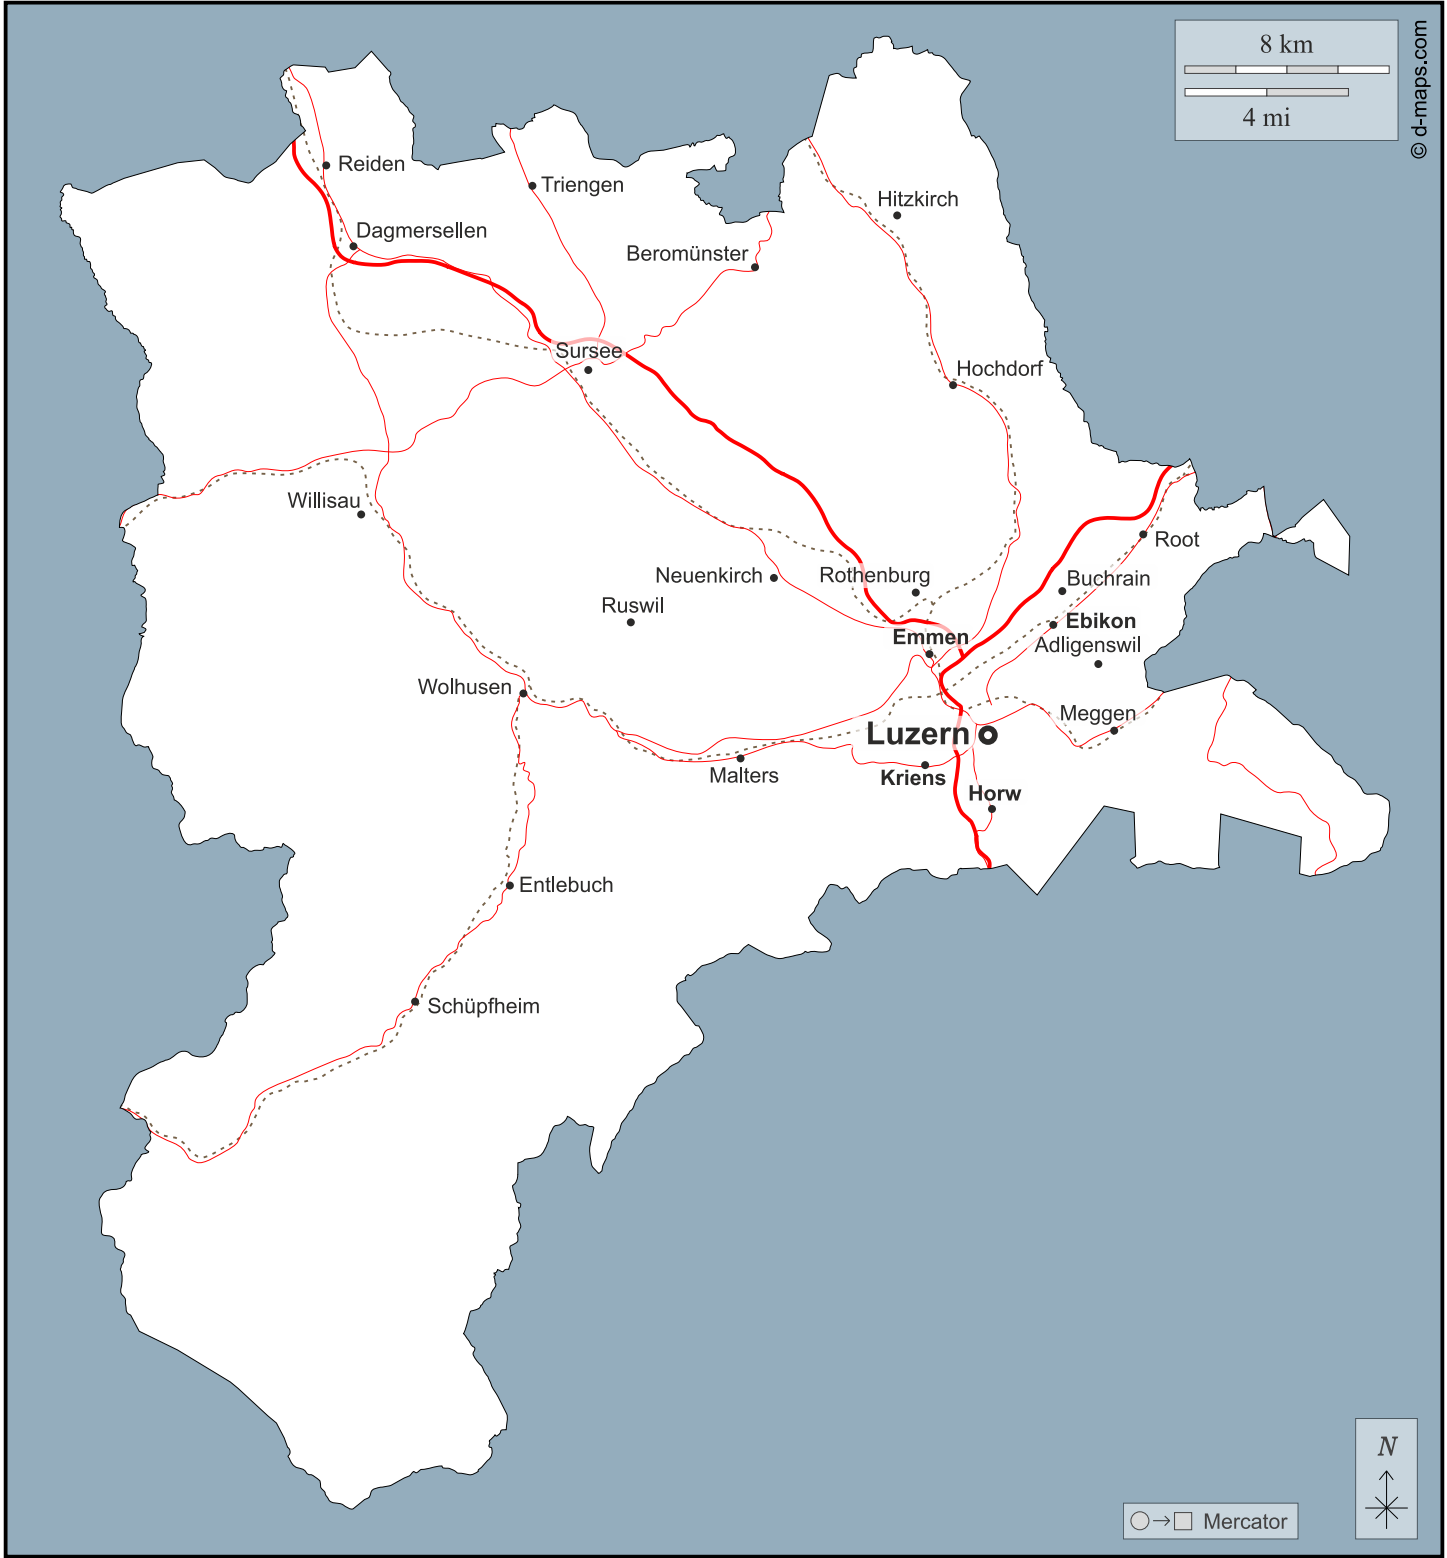 8 km
4 mi
© d-maps.com
Reiden
Triengen
Hitzkirch
Dagmersellen
Beromünster
Sursee
Hochdorf
Willisau
Root
Neuenkirch
Rothenburg
Buchrain
Ruswil
Ebikon
Emmen
Adligenswil
Wolhusen
Meggen
Luzern
Malters
Kriens
Horw
Entlebuch
Schüpfheim
N
Mercator